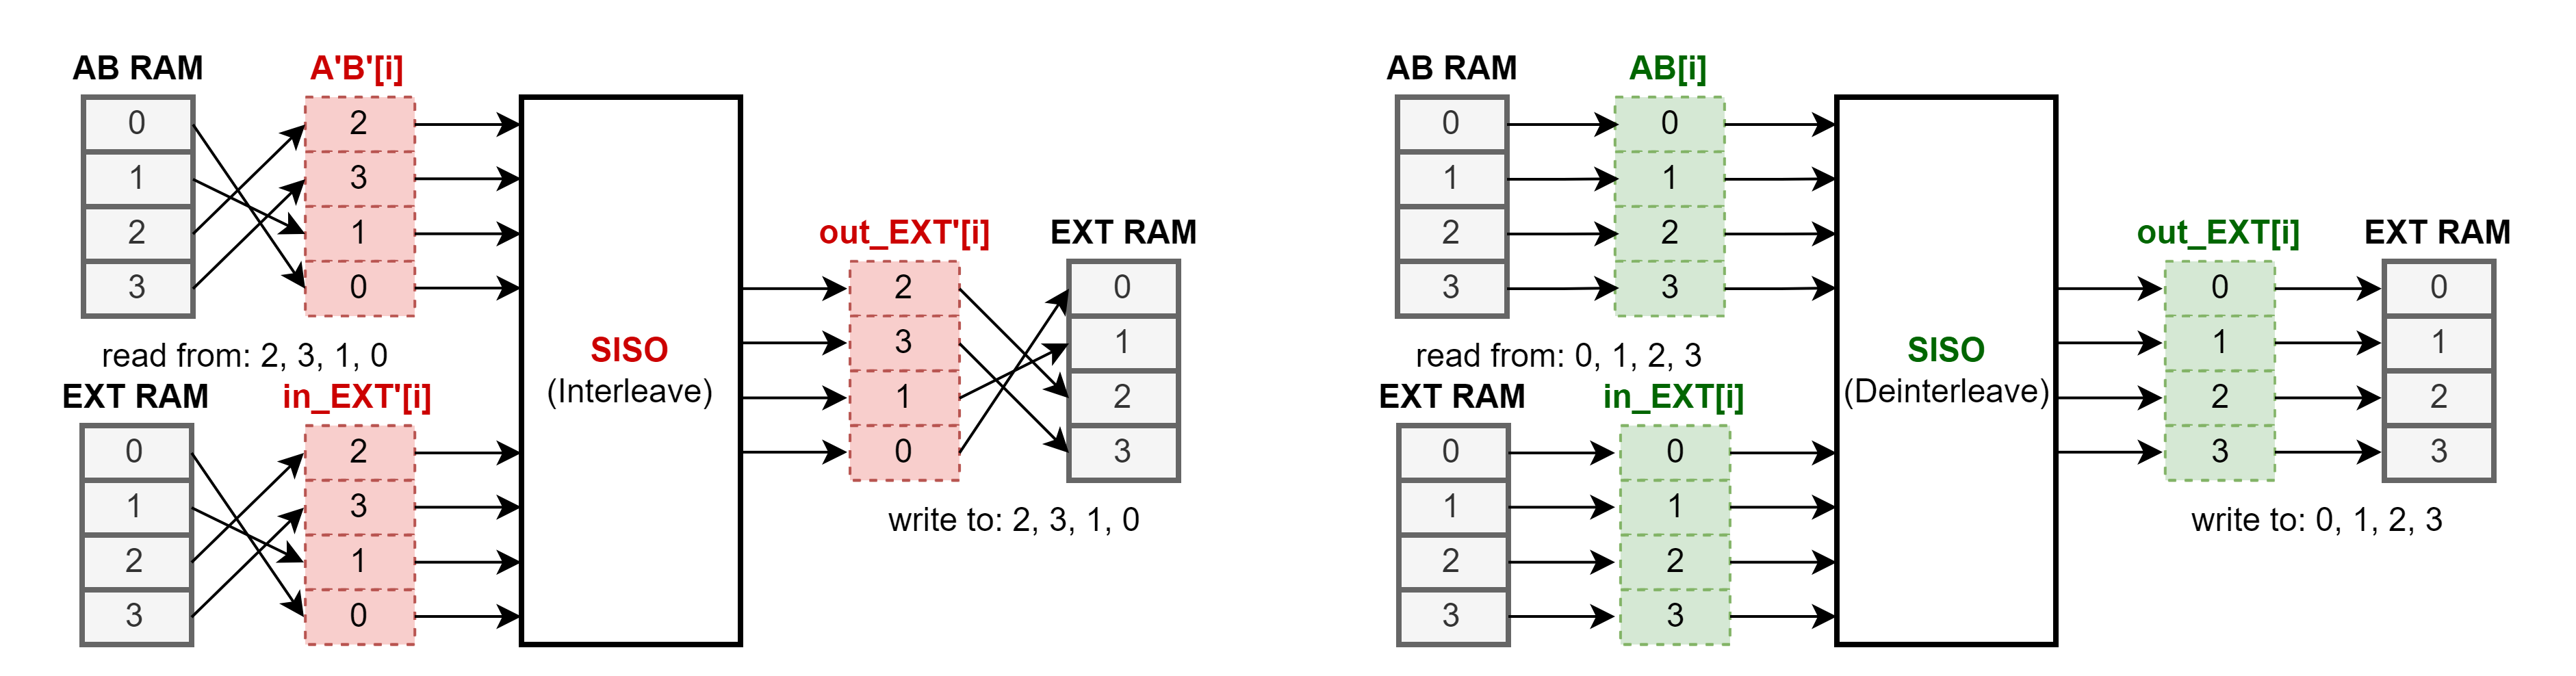 AB RAM
0
1
2
3
A'B'[i]
2
3
1
0
read from: 2, 3, 1, 0
EXT RAM
0
1
2
3
in_EXT'[i]
2
3
1
0
SISO
(Interleave)
out_EXT'[i]
2
3
1
0
EXT RAM
0
1
2
3
write to: 2, 3, 1, 0
AB RAM
0
1
2
3
AB[i]
0
1
2
3
read from: 0, 1, 2, 3
EXT RAM
0
1
2
3
in_EXT[i]
0
1
2
3
SISO
(Deinterleave)
out_EXT[i]
0
1
2
3
EXT RAM
0
1
2
3
write to: 0, 1, 2, 3